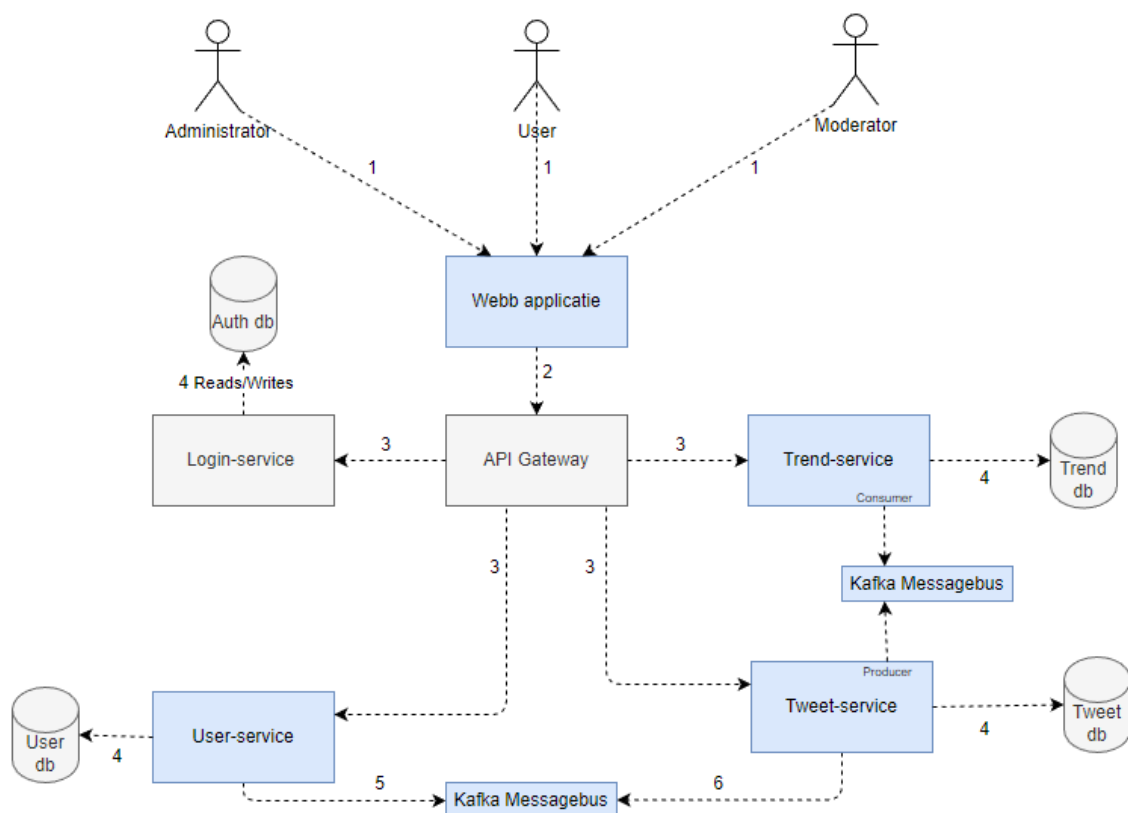 Administrator
User
Moderator
1
1
1
Webb applicatie
Auth db
2
4 Reads/Writes
Login-service
3
API Gateway
3
Trend-service
Consumer
4
Trend
db
3
3
Kafka Messagebus
Producer
Tweet-service
4
Tweet
db
User-service
User
db
4
5
Kafka Messagebus
6